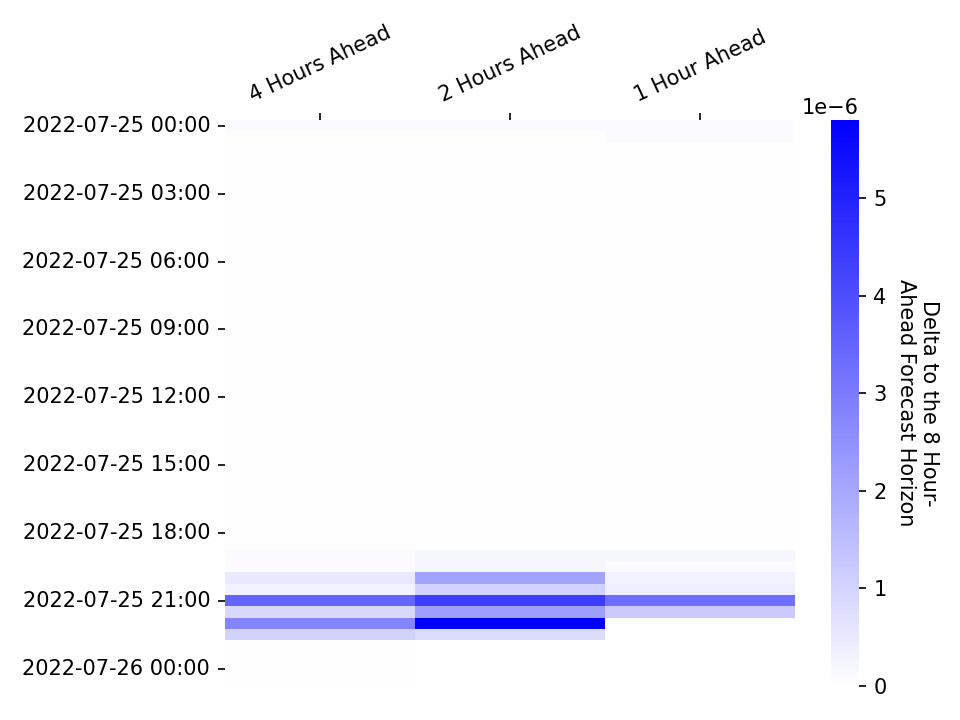 4 Hours Ahead
2 Hours Ahead
1 Hour Ahead
1e−6
2022-07-25 00:00
2022-07-25 03:00
2022-07-25 06:00
2022-07-25 09:00
2022-07-25 12:00
2022-07-25 15:00
2022-07-25 18:00
2022-07-25 21:00
2022-07-26 00:00
5
4
3
2
1
0
Delta to the 8 Hour-
Ahead Forecast Horizon